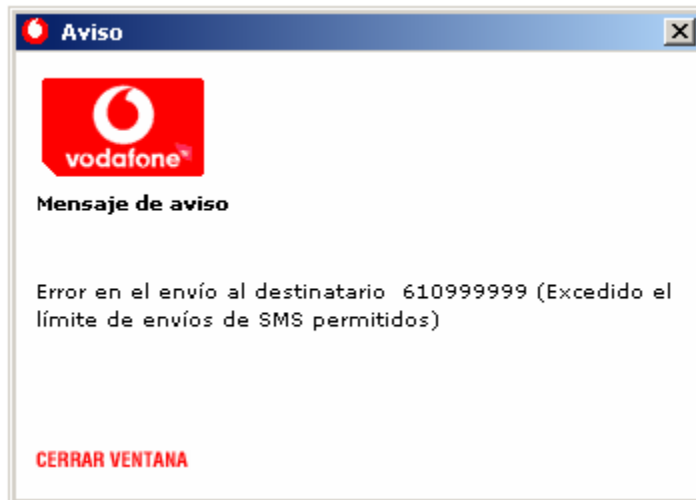 Aviso
vodafone
Mensaje de aviso
Error en el envío al destinatario 610999999 (Excedido el
límite de envíos de SMS permitidos)
CERRAR VENTANA